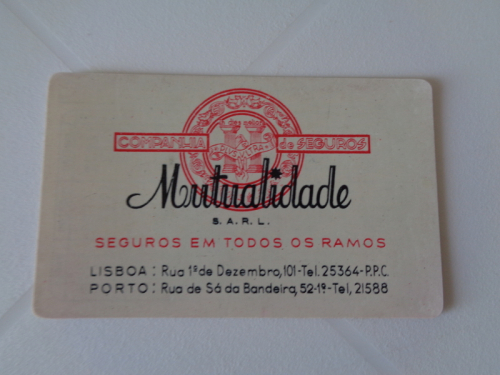 COMPANHIA de SEGUROS
Mutualidade
S. A. R. L.
SEGUROS EM TODOS OS RAMOS
LISBOA : Rua 1º de Dezembro, 101 - Tel. 25364 - P.P.C.
PORTO : Rua de Sá da Bandeira, 52-1º - Tel, 21588